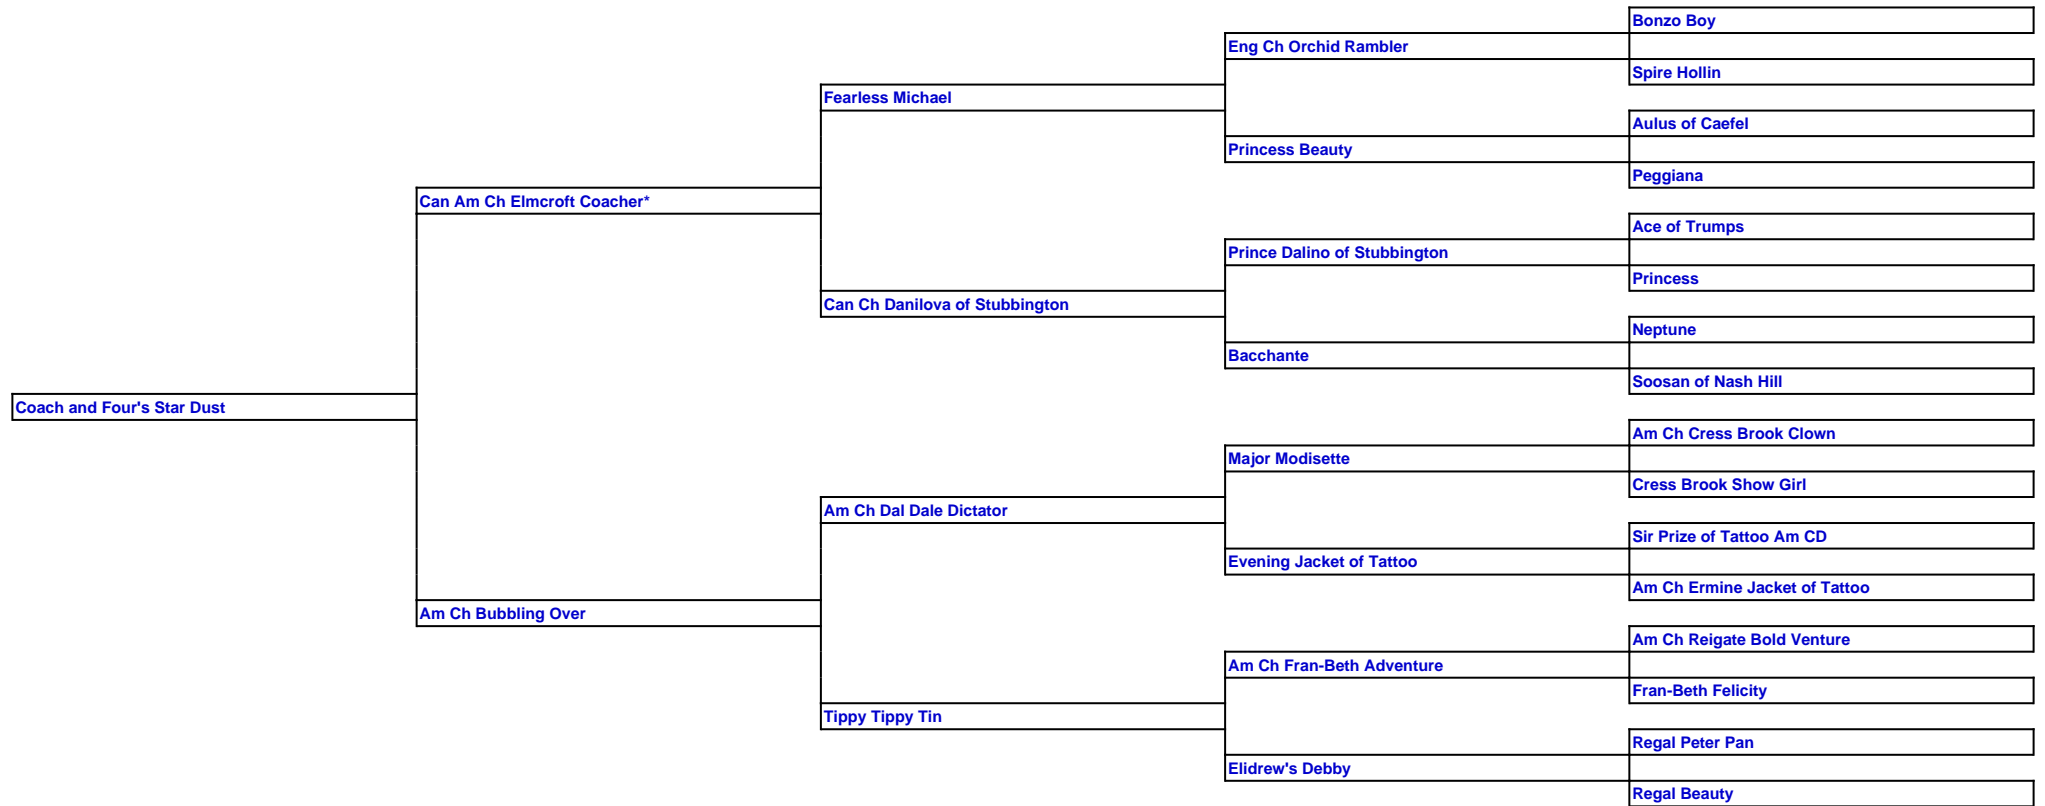 Bonzo Boy
Eng Ch Orchid Rambler
Spire Hollin
Fearless Michael
Aulus of Caefel
Princess Beauty
Peggiana
Can Am Ch Elmcroft Coacher*
Ace of Trumps
Prince Dalino of Stubbington
Princess
Can Ch Danilova of Stubbington
Neptune
Bacchante
Soosan of Nash Hill
Coach and Four's Star Dust
Am Ch Cress Brook Clown
Major Modisette
Cress Brook Show Girl
Am Ch Dal Dale Dictator
Sir Prize of Tattoo Am CD
Evening Jacket of Tattoo
Am Ch Ermine Jacket of Tattoo
Am Ch Bubbling Over
Am Ch Reigate Bold Venture
Am Ch Fran-Beth Adventure
Fran-Beth Felicity
Tippy Tippy Tin
Regal Peter Pan
Elidrew's Debby
Regal Beauty